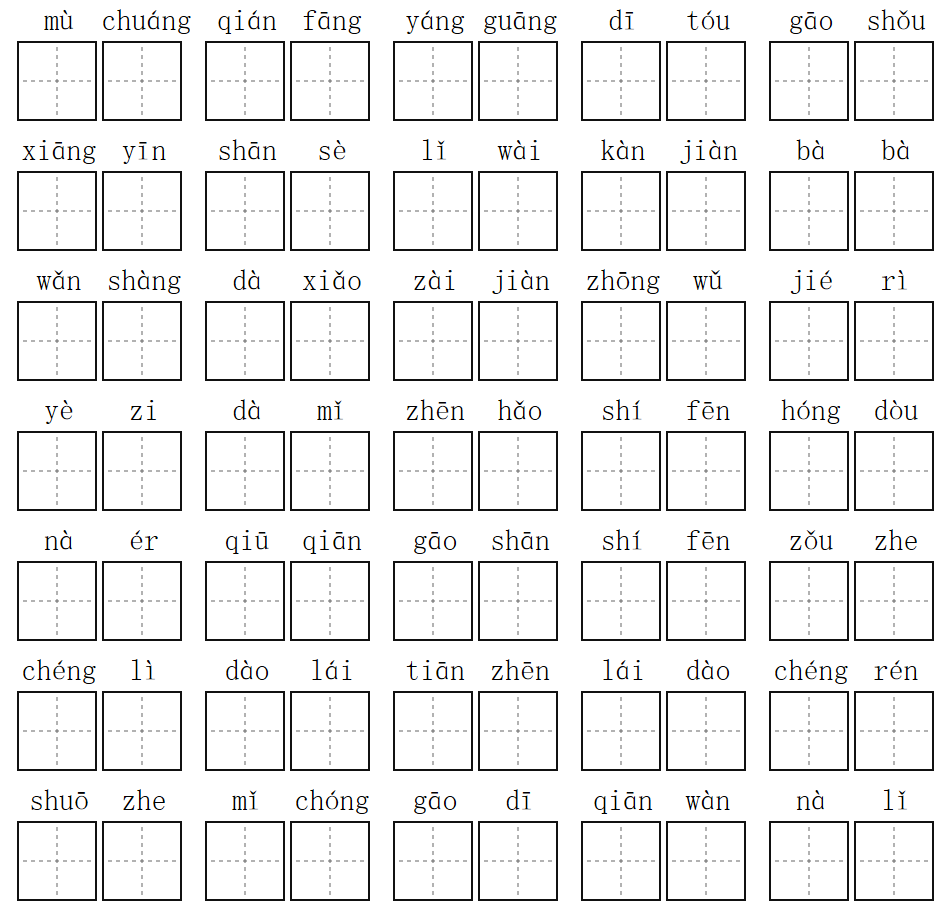 mù chuáng qián fāng yáng guāng dī tóu gāo shǒu
xiāng yīn shān sè lǐ wài kàn jiàn bà bà
wǎn shàng dà xiǎo zài jiàn zhōng wǔ jié rì
yè zi dà mǐ zhēn hǎo shí fēn hóng dòu
nà ér qiū qiān gāo shān shí fēn zǒu zhe
chéng lì dào lái tiān zhēn lái dào chéng rén
shuō zhe mǐ chóng gāo dī qiān wàn nà lǐ